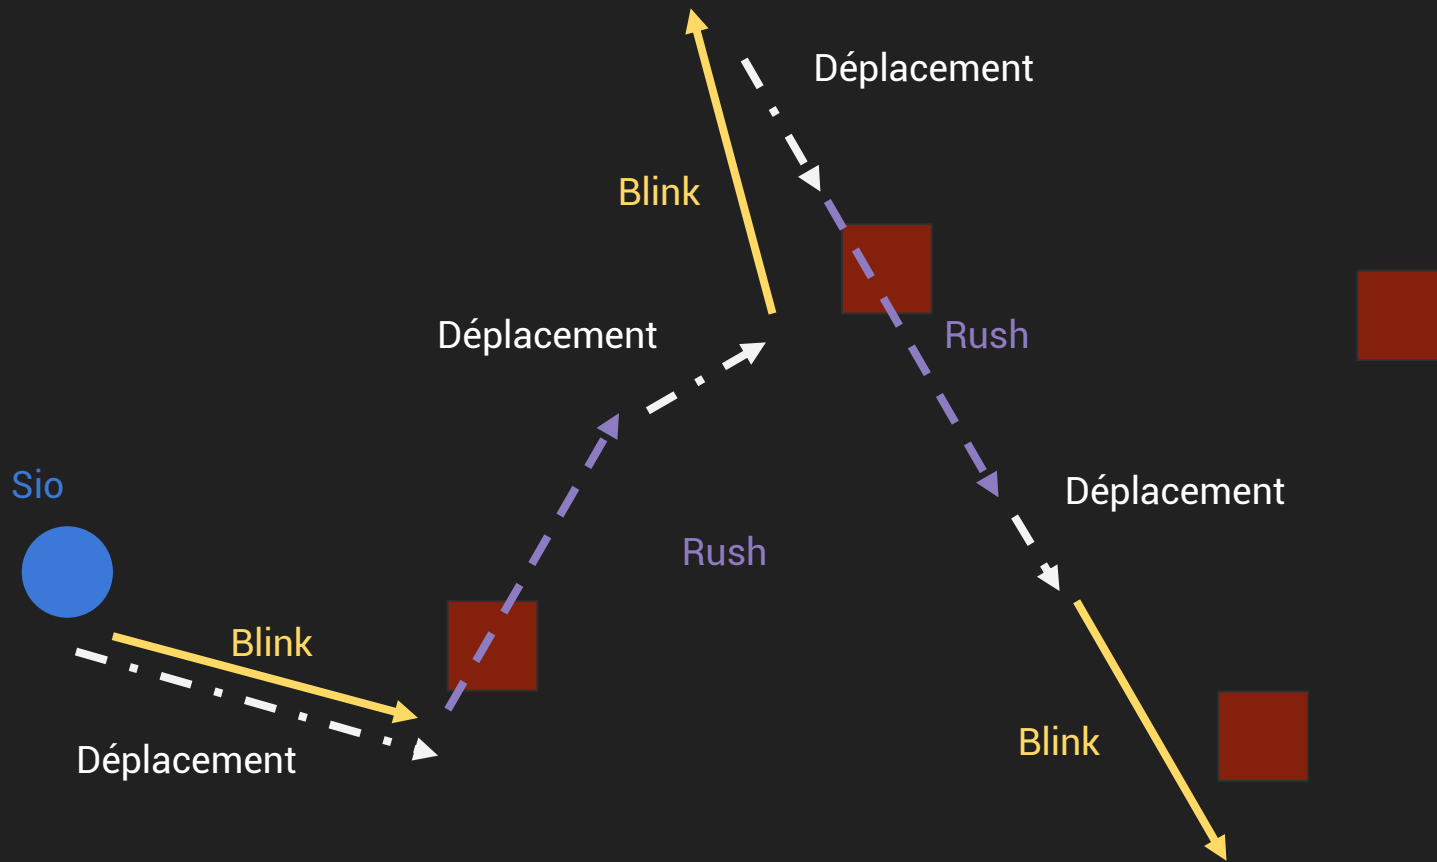 Déplacement
Blink
Déplacement
Rush
Sio
Déplacement
Rush
Blink
Déplacement
Blink